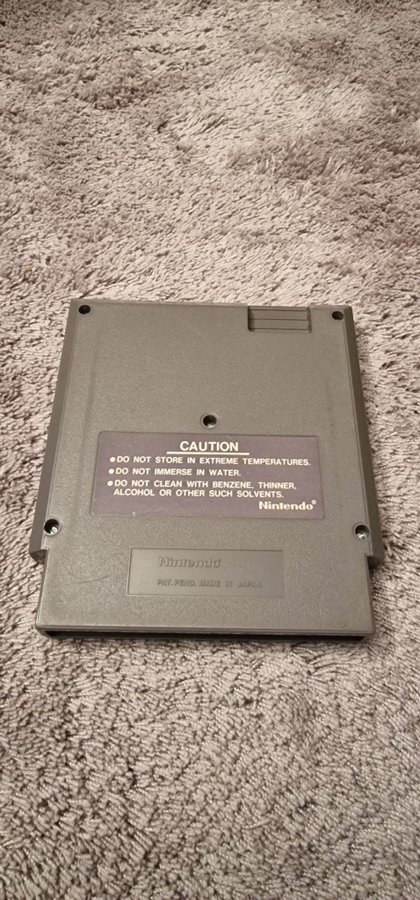 CAUTION
●DO NOT STORE IN EXTREME TEMPERATURES.
●DO NOT IMMERSE IN WATER.
●DO NOT CLEAN WITH BENZENE, THINNER,
ALCOHOL OR OTHER SUCH SOLVENTS.
Nintendo®
Nintendo®
PAT. PEND. MADE IN JAPAN